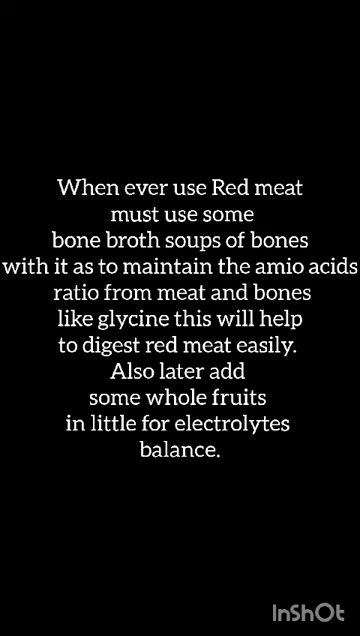 When ever use Red meat
must use some
bone broth soups of bones
with it as to maintain the amio acids
ratio from meat and bones
like glycine this will help
to digest red meat easily.
Also later add
some whole fruits
in little for electrolytes
balance.
InShOt